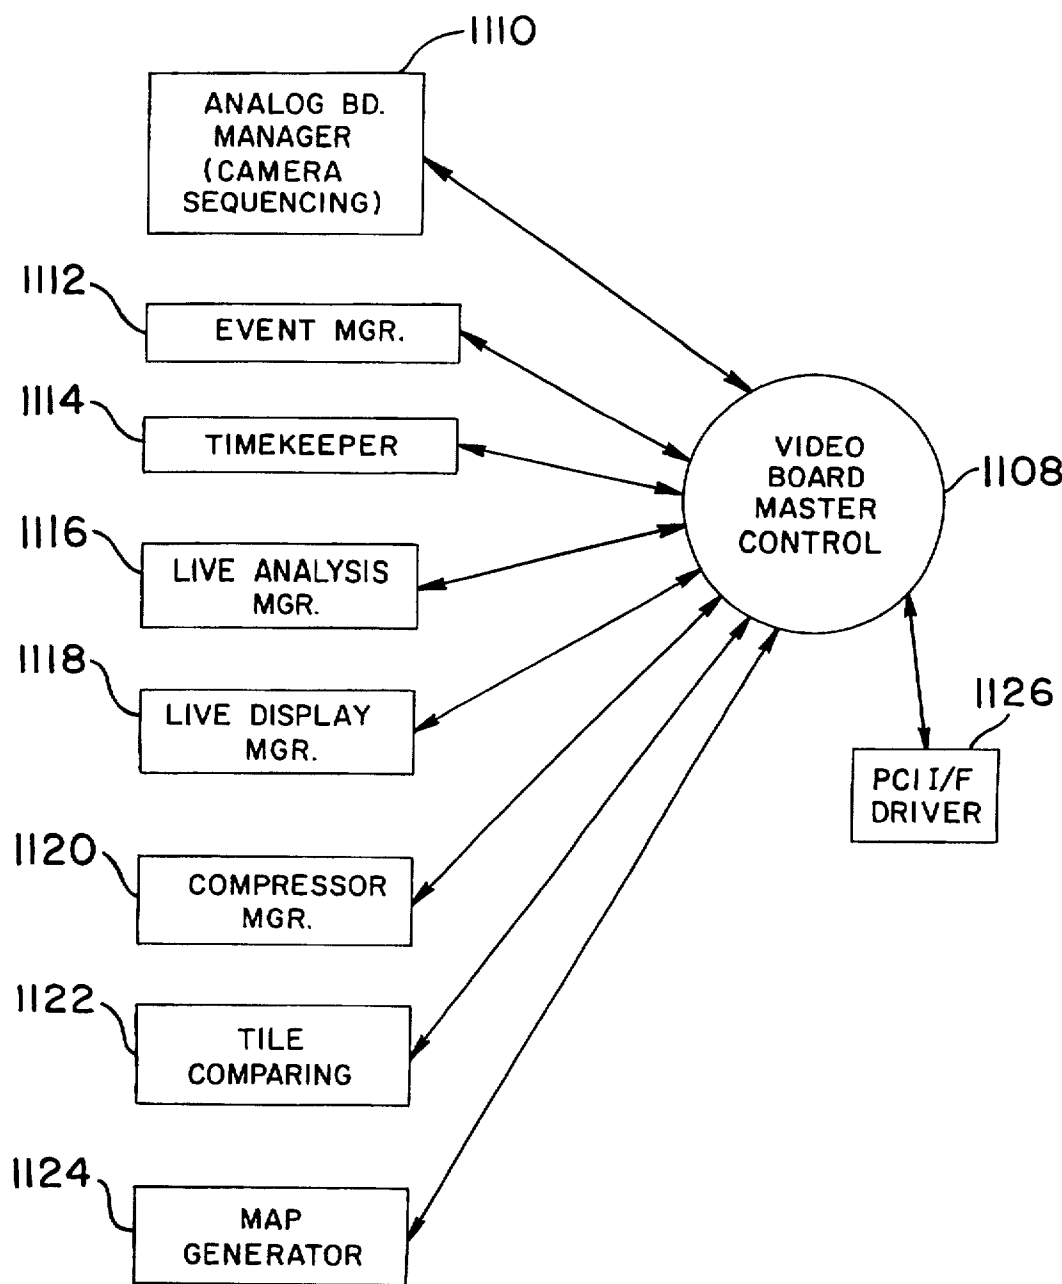 1110
ANALOG BD.
MANAGER
(CAMERA
SEQUENCING)
1112
EVENT MGR.
1114
TIMEKEEPER
VIDEO
BOARD
MASTER
CONTROL
1108
1116
LIVE ANALYSIS
MGR.
1118
LIVE DISPLAY
MGR.
1126
PCI I/F
DRIVER
1120
COMPRESSOR
MGR.
1122
TILE
COMPARING
1124
MAP
GENERATOR